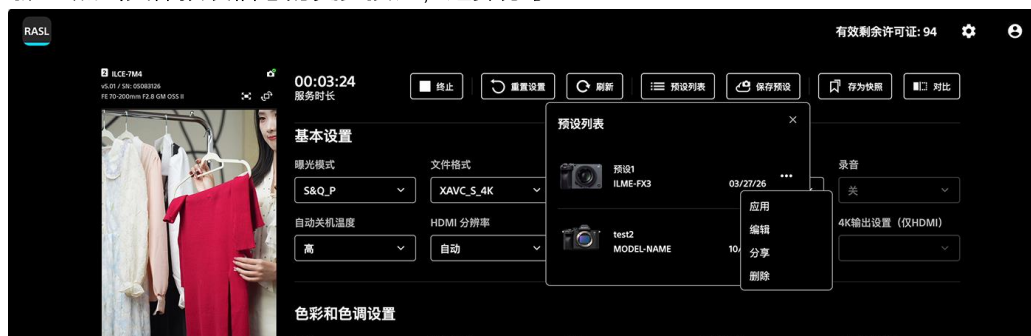 RASL
有效剩余许可证: 94
2 ILCE-7M4
v5.01 / SN: 05083126
FE 70-200mm F2.8 GM OSS II
00:03:24
服务时长
终止
重置设置
刷新
预设列表
保存预设
存为快照
对比
基本设置
曝光模式
S&Q_P
文件格式
XAVC_S_4K
录音
关
自动关机温度
高
HDMI 分辨率
自动
4K输出设置（仅HDMI）
预设列表
预设1
ILME-FX3
03/27/26
test2
MODEL-NAME
10/
应用
编辑
分享
删除
色彩和色调设置